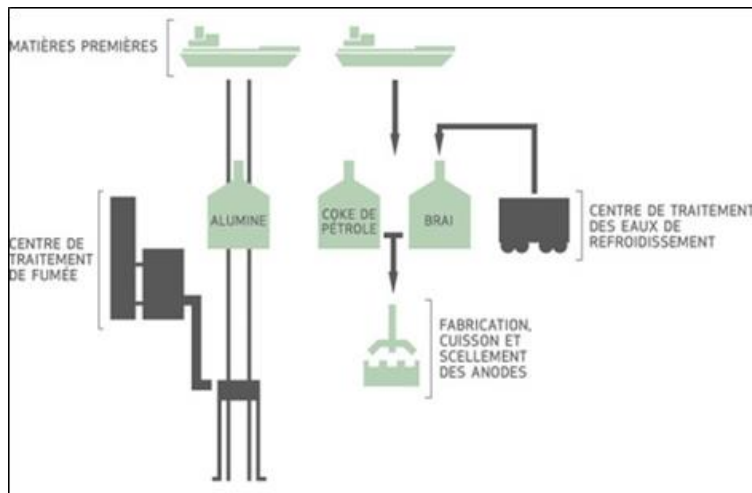 MATIÈRES PREMIÈRES
ALUMINE
COKE DE
PÉTROLE
BRAI
CENTRE DE TRAITEMENT
DES EAUX DE
REFROIDISSEMENT
CENTRE DE
TRAITEMENT
DE FUMÉE
FABRICATION,
CUISSON ET
SCELLEMENT
DES ANODES